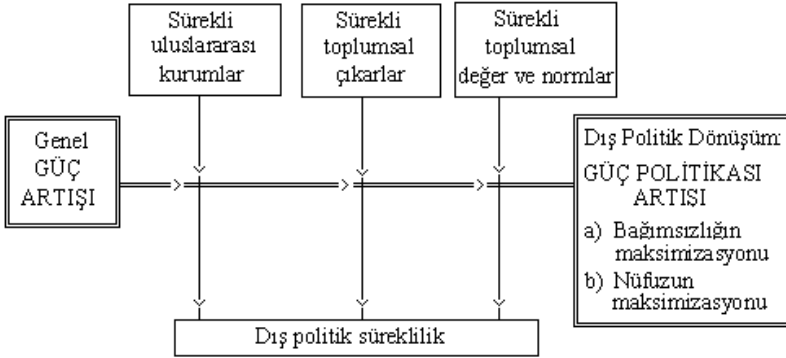 Sürekli
uluslararası
kurumlar
Sürekli
toplumsal
çıkarlar
Sürekli
toplumsal
değer ve normlar
Genel
GÜÇ
ARTIŞI
Dış Politik Dönüşüm:
GÜÇ POLİTİKASI
ARTIŞI
a) Bağımsızlığın
maksimizasyonu
b) Nüfuzun
maksimizasyonu
Dış politik süreklilik